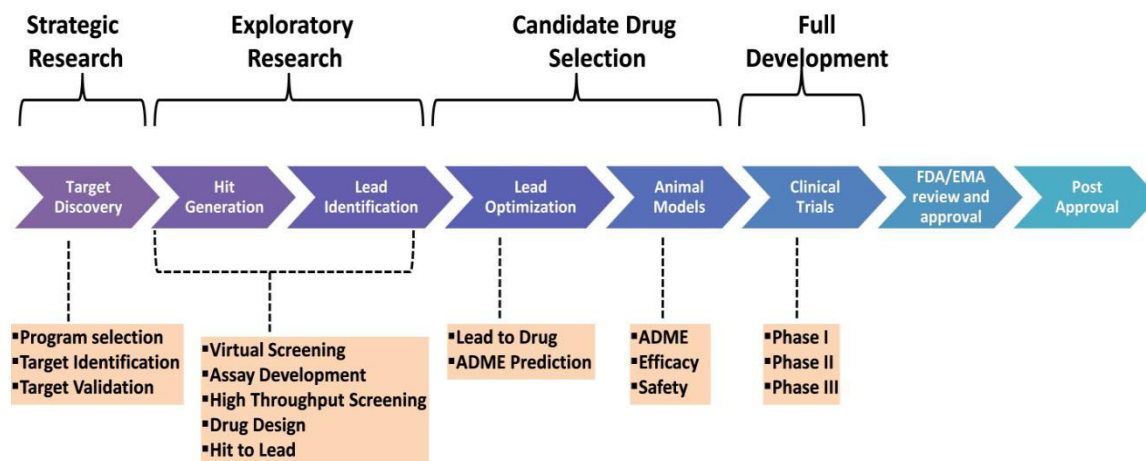 Strategic
Research
Exploratory
Research
Candidate Drug
Selection
Full
Development
Target
Discovery
Hit
Generation
Lead
Identification
Lead
Optimization
Animal
Models
Clinical
Trials
FDA/EMA
review and
approval
Post
Approval
▪Program selection
▪Target Identification
▪Target Validation
▪Virtual Screening
▪Assay Development
▪High Throughput Screening
▪Drug Design
▪Hit to Lead
▪Lead to Drug
▪ADME Prediction
▪ADME
▪Efficacy
▪Safety
▪Phase I
▪Phase II
▪Phase III